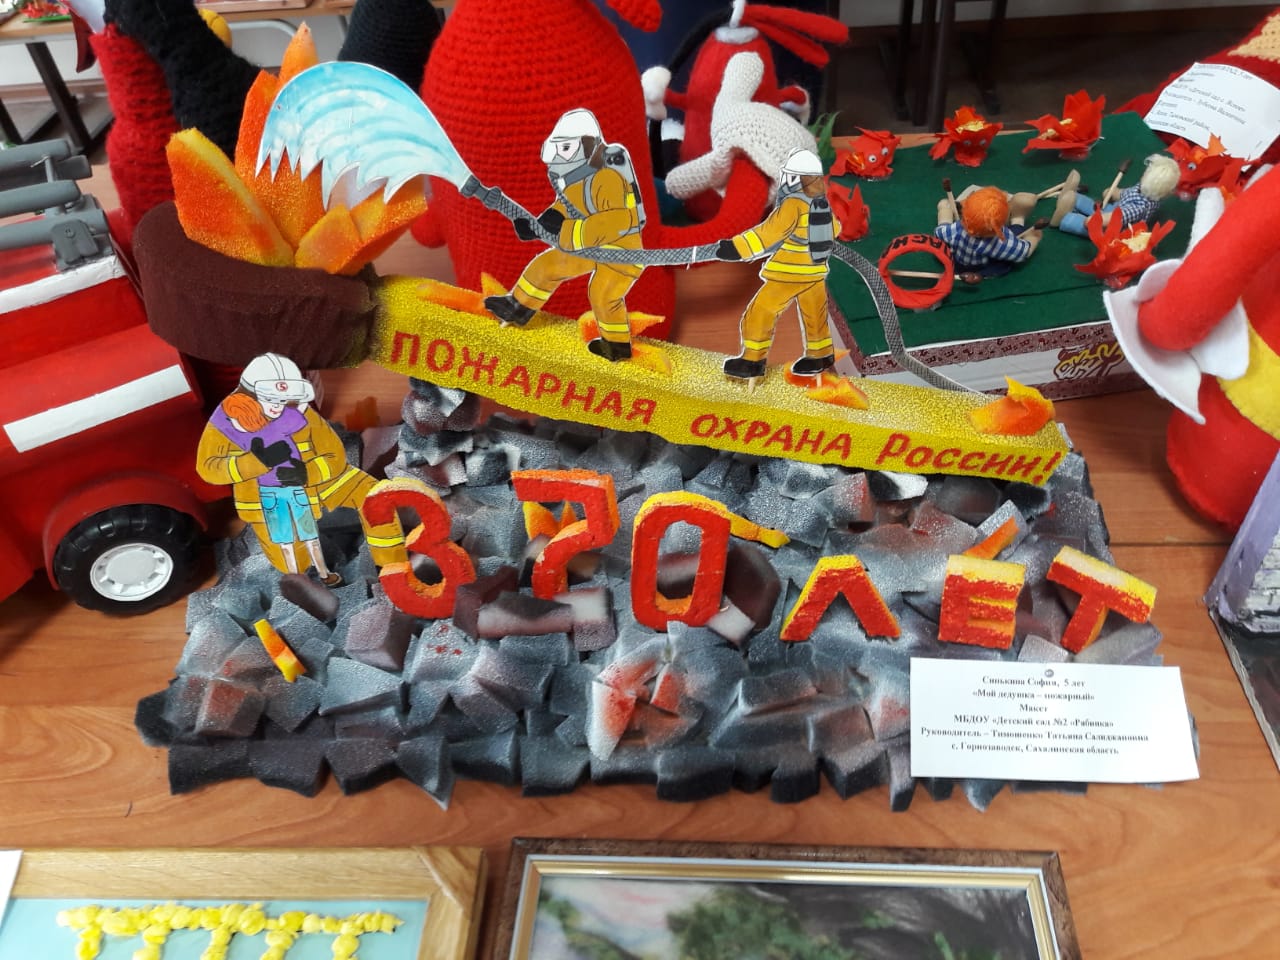 ПОЖАРНАЯ ОХРАНА РОССИИ!
370 ЛЕТ
Синькина София, 5 лет
«Мой дедушка – пожарный»
Макет
МБДОУ «Детский сад №2 «Рябинка»
Руководитель – Тимошенко Татьяна Салиджановна
с. Горнозаводск, Сахалинская область